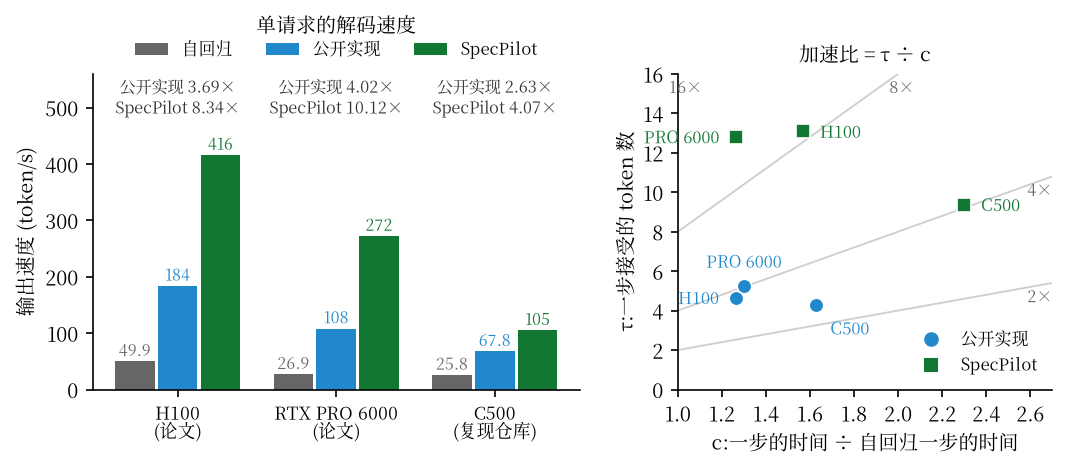 单请求的解码速度
自回归
公开实现
SpecPilot
公开实现 3.69×
SpecPilot 8.34×
公开实现 4.02×
SpecPilot 10.12×
公开实现 2.63×
SpecPilot 4.07×
输出速度 (token/s)
500
400
300
200
100
0
49.9
184
416
26.9
108
272
25.8
67.8
105
H100
(论文)
RTX PRO 6000
(论文)
C500
(复现仓库)
加速比 = τ ÷ c
τ:一步接受的 token 数
16
14
12
10
8
6
4
2
0
16×
8×
4×
2×
PRO 6000
H100
C500
PRO 6000
H100
C500
公开实现
SpecPilot
1.0
1.2
1.4
1.6
1.8
2.0
2.2
2.4
2.6
c:一步的时间 ÷ 自回归一步的时间